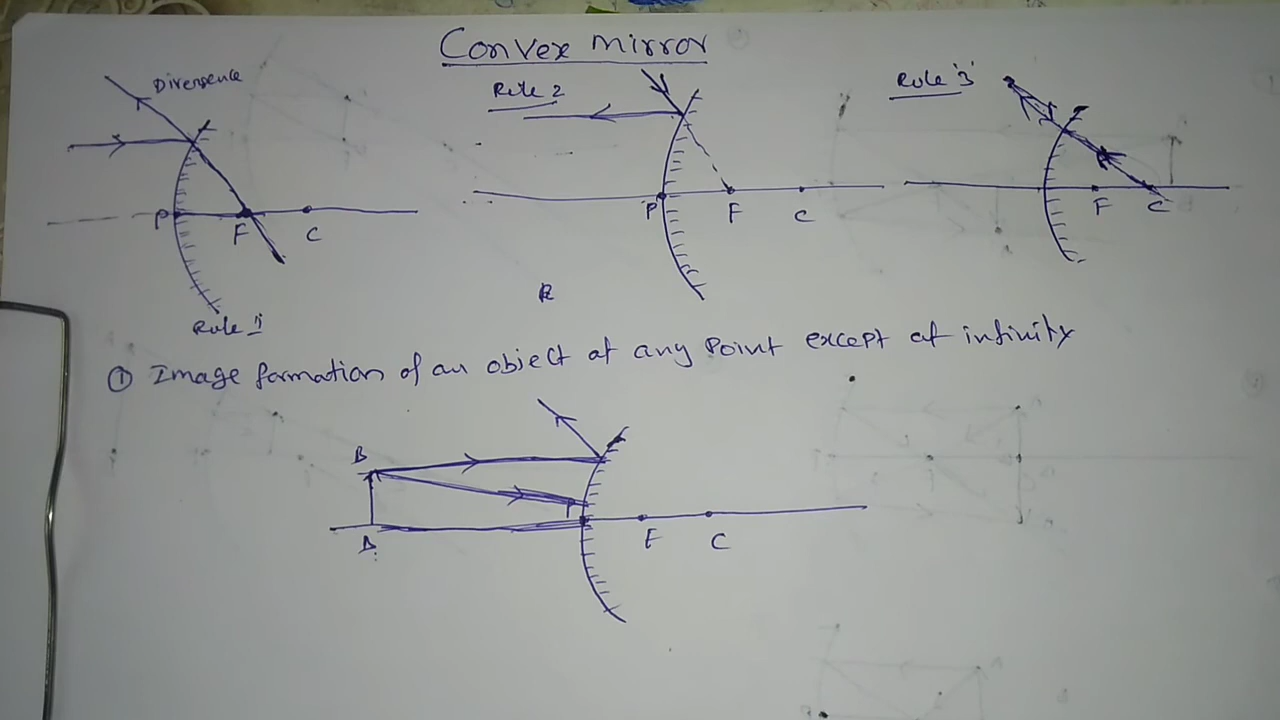 Convex mirror
Divergence
P
F
C
Rule 1
Rule 2
P
F
C
Rule '3'
F
C
R
① Image formation of an object at any Point except at infinity
B
A
F
C